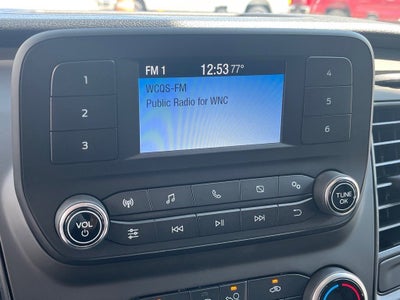 FM 1 12:53 77°
WCQS-FM
Public Radio for WNC
1
2
3
4
5
6
VOL
TUNE
OK